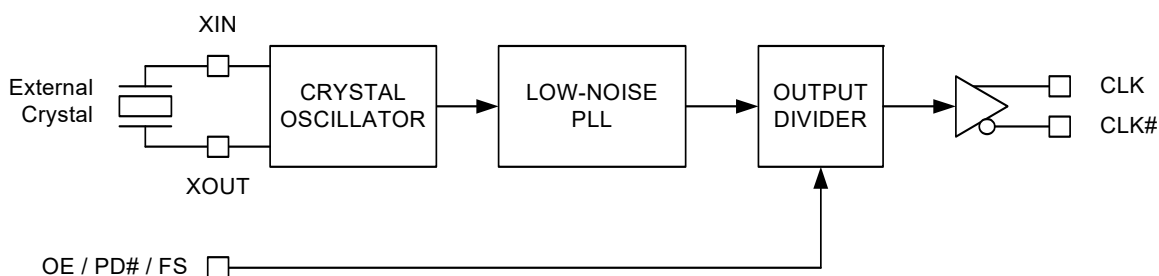 XIN
External
Crystal
XOUT
CRYSTAL
OSCILLATOR
LOW-NOISE
PLL
OUTPUT
DIVIDER
CLK
CLK#
OE / PD# / FS